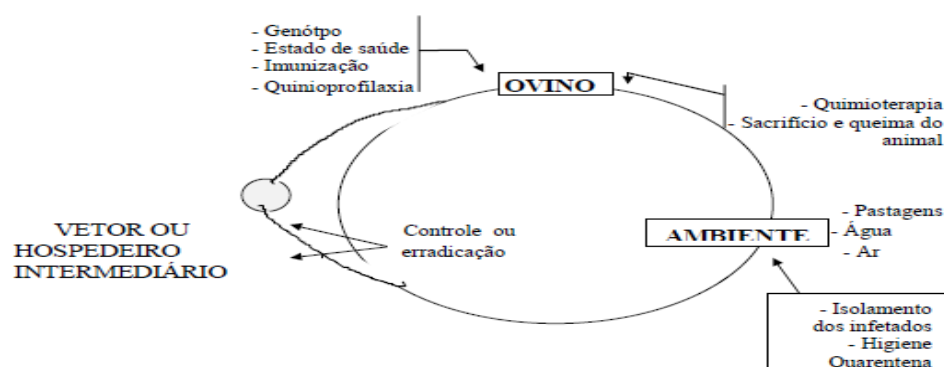 - Genótpo
- Estado de saúde
- Imunização
- Quinioprofilaxia
OVINO
- Quimioterapia
- Sacrifício e queima do
animal
VETOR OU
HOSPEDEIRO
INTERMEDIÁRIO
Controle ou
erradicação
AMBIENTE
- Pastagens
- Água
- Ar
- Isolamento
dos infetados
- Higiene
Quarentena